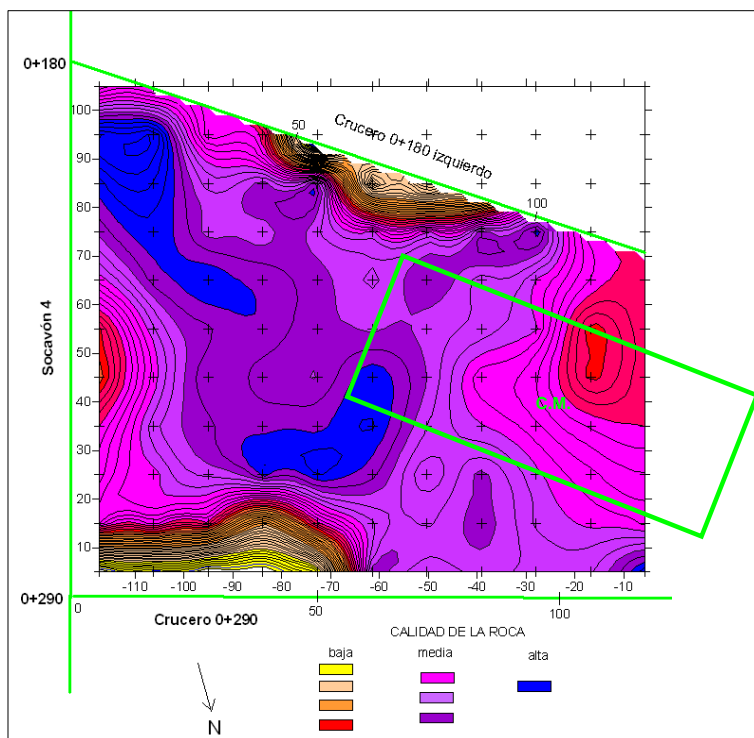 0+180
50
Crucero 0+180 izquierdo
100
100
90
80
70
60
50
40
30
20
10
Socavón 4
C.M.
0+290
-110 -100 -90 -80 -70 -60 -50 -40 -30 -20 -10
0 50 100
Crucero 0+290
CALIDAD DE LA ROCA
baja media alta
N